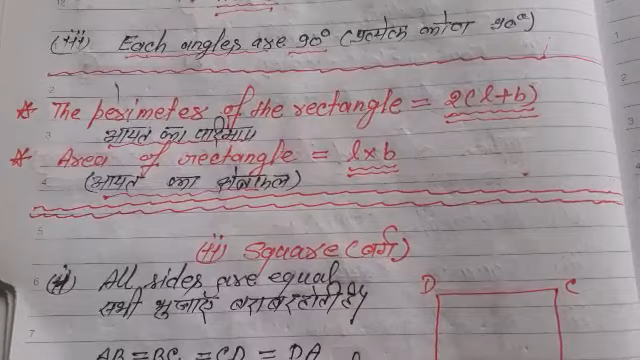 (iii) Each angles are 90° (प्रत्येक कोण 90°)
* The perimeter of the rectangle = 2(l+b)
आयत का परिमाप
* Area of rectangle = l×b
(आयत का क्षेत्रफल)
(ii) Square (वर्ग)
(i) All sides are equal
सभी भुजाएँ बराबर होती है।
D C
AB = BC = CD = DA